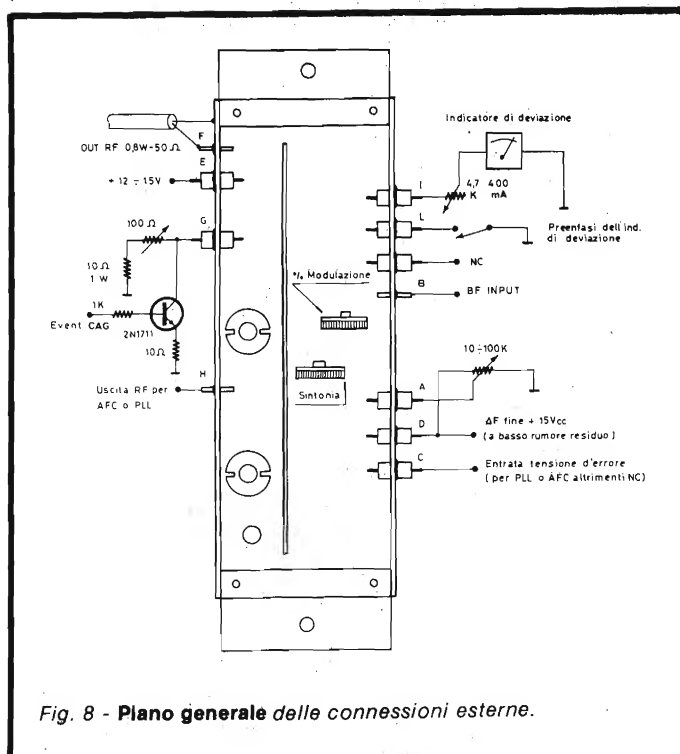 Indicatore di deviazione
F
OUT RF 0,8W-50 Ω
E
+ 12 ÷ 15V
I
4,7 400
K mA
L
Preenfasi dell'ind.
di deviazione
100 Ω
G
NC
10Ω
1 W
% Modulazione
B
BF INPUT
1K
Event CAG
2N1711
10Ω
10÷100K
H
Uscita RF per
AFC o PLL
Sintonia
A
D
ΔF fine + 15Vcc
(a basso rumore residuo)
C
Entrata tensione d'errore
(per PLL o AFC altrimenti NC)
Fig. 8 - Piano generale delle connessioni esterne.